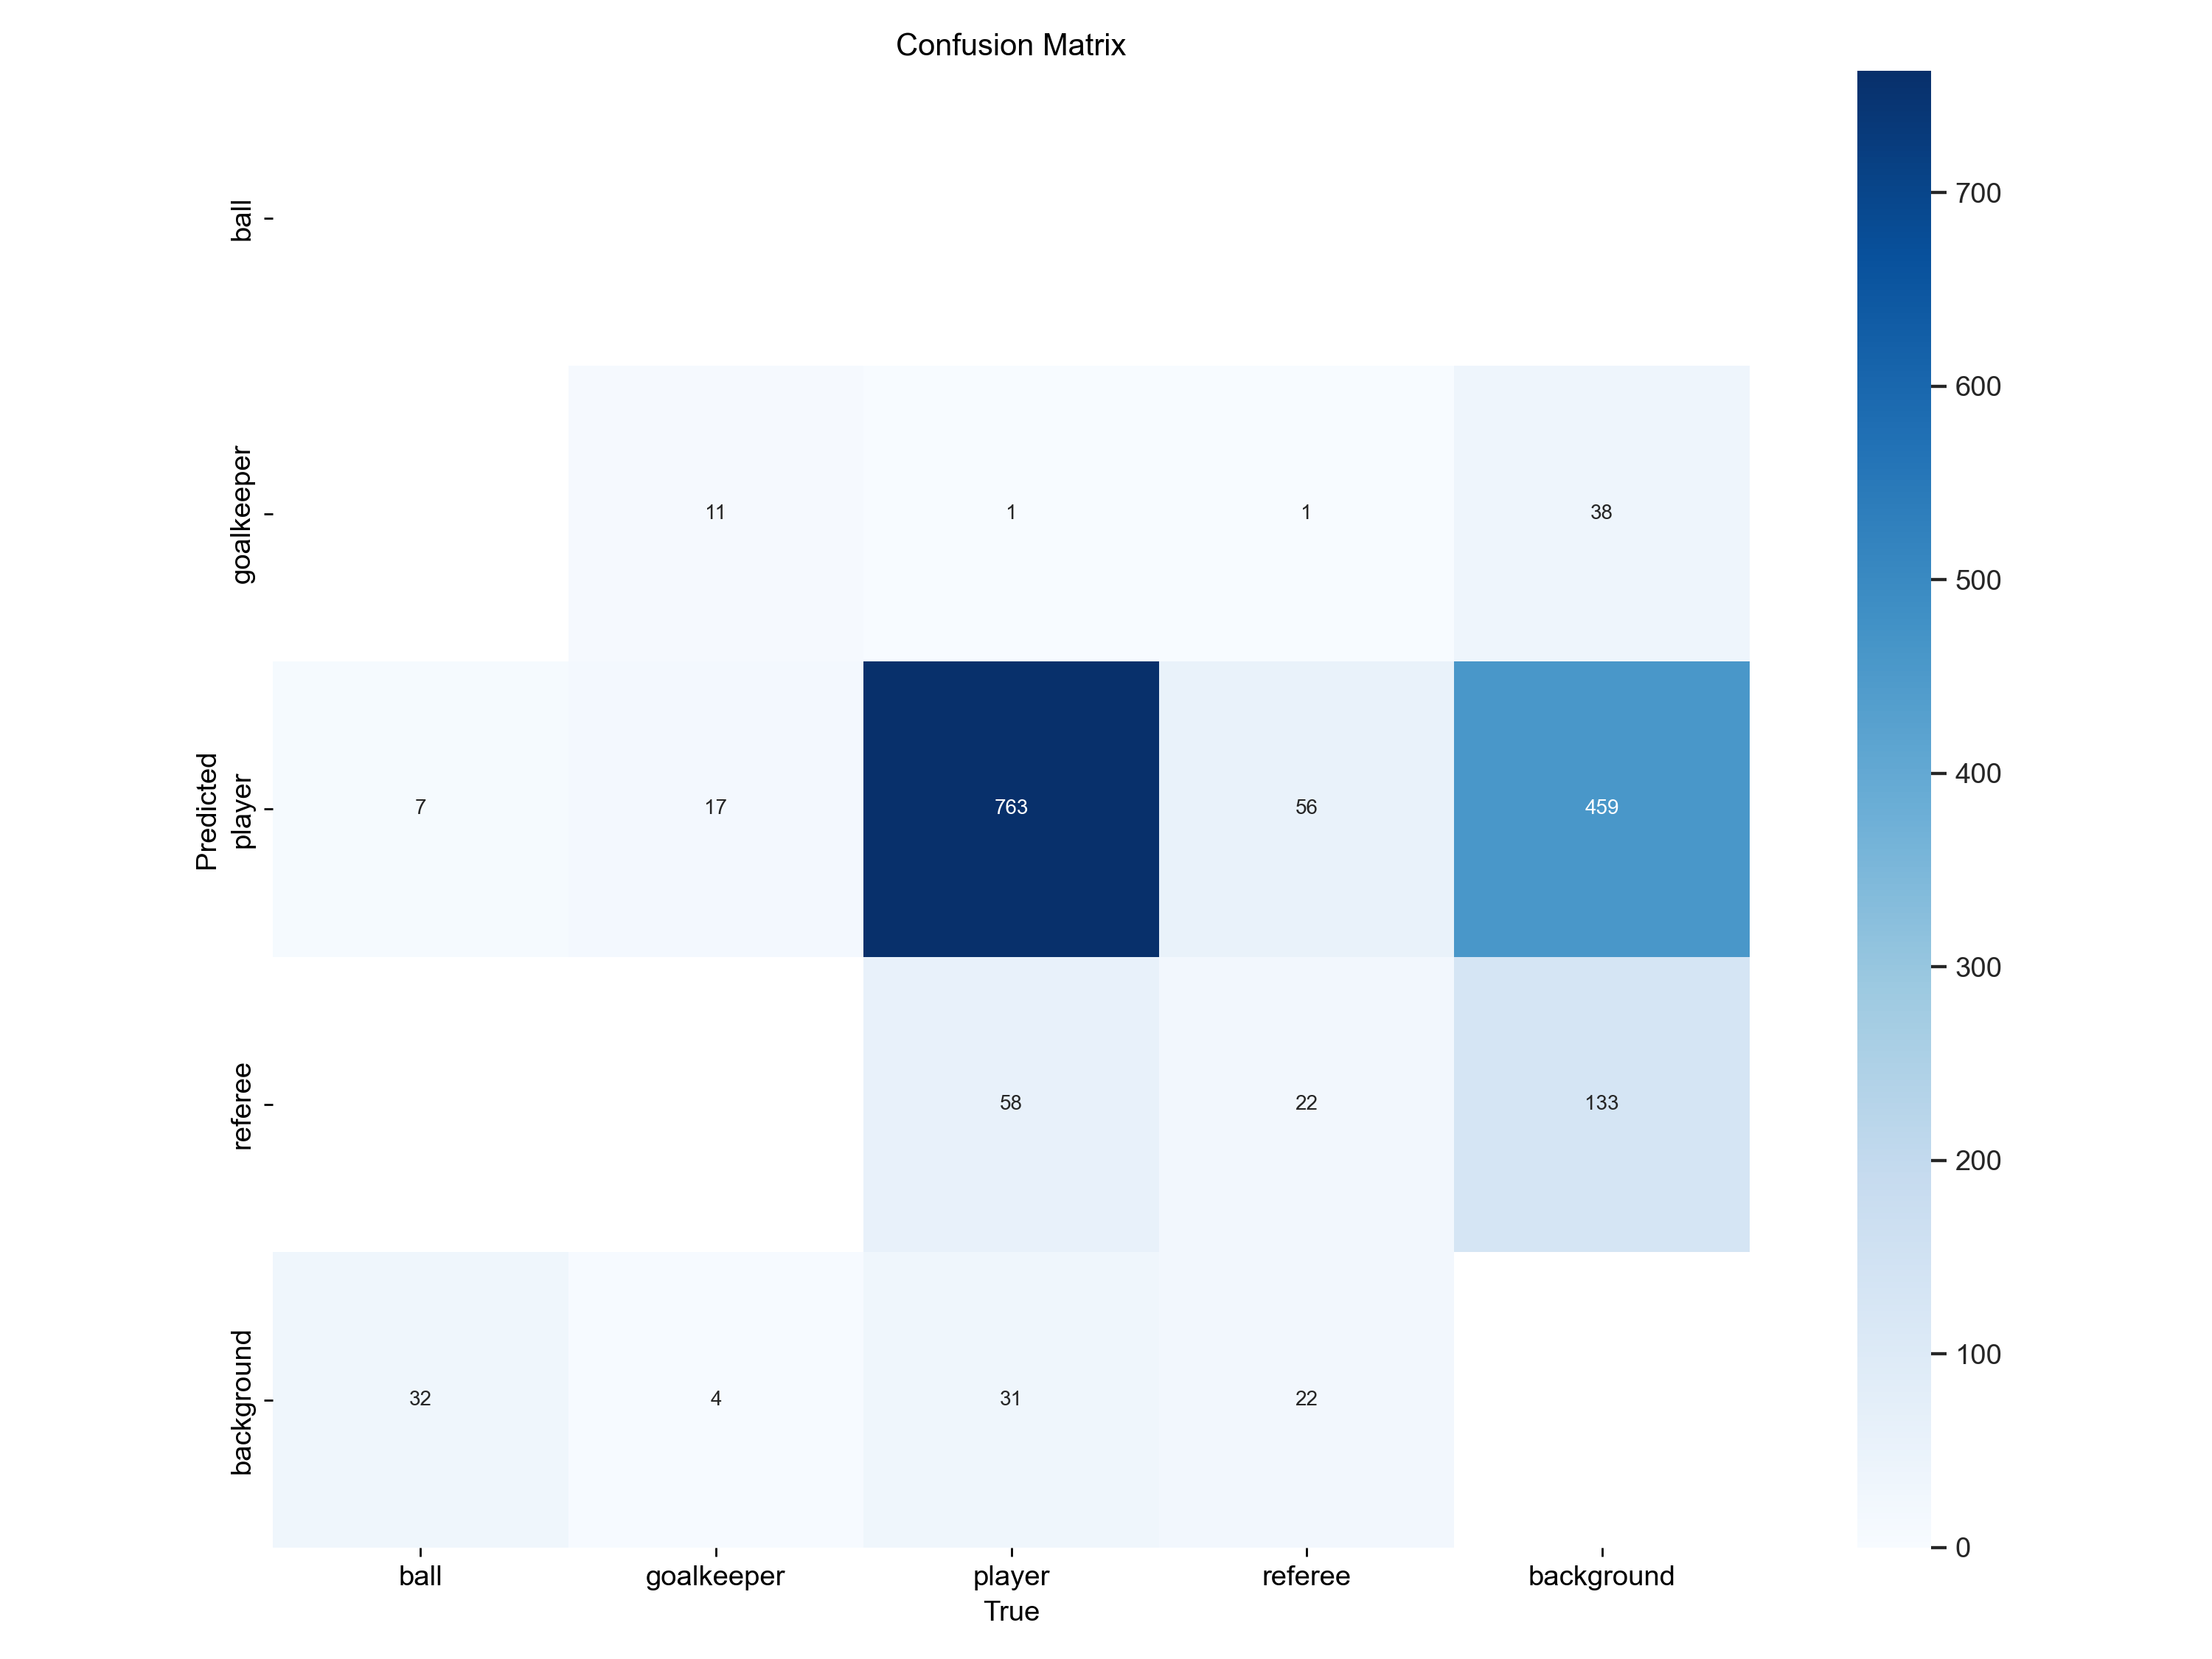 Confusion Matrix
ball
goalkeeper 11 1 1 38
player 7 17 763 56 459
referee 58 22 133
background 32 4 31 22
Predicted
ball goalkeeper player referee background
True
700
600
500
400
300
200
100
0